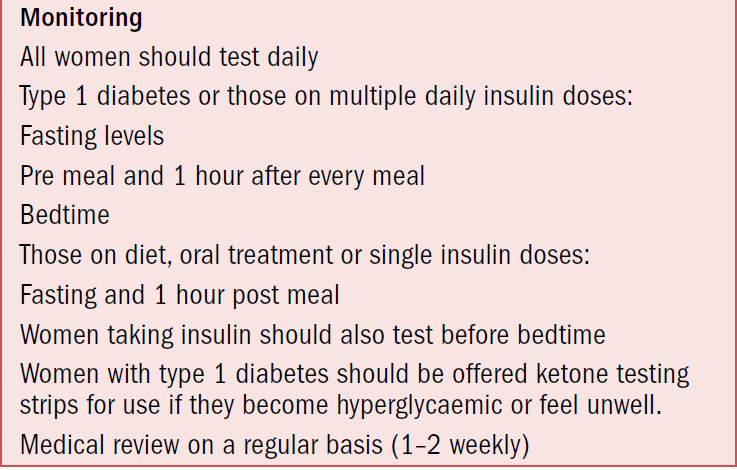 Monitoring
All women should test daily
Type 1 diabetes or those on multiple daily insulin doses:
Fasting levels
Pre meal and 1 hour after every meal
Bedtime
Those on diet, oral treatment or single insulin doses:
Fasting and 1 hour post meal
Women taking insulin should also test before bedtime
Women with type 1 diabetes should be offered ketone testing
strips for use if they become hyperglycaemic or feel unwell.
Medical review on a regular basis (1–2 weekly)